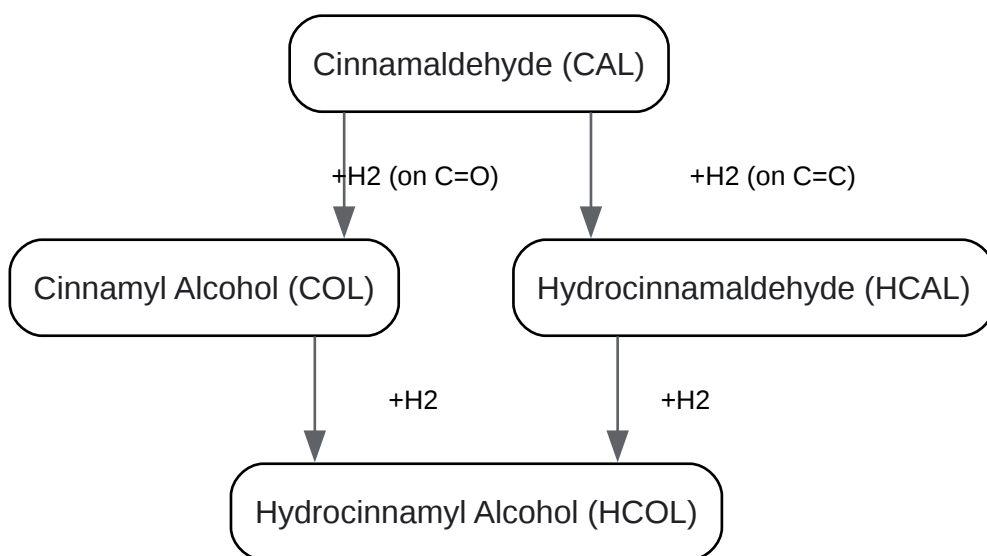 Cinnamaldehyde (CAL)
+H2 (on C=O)
+H2 (on C=C)
Cinnamyl Alcohol (COL)
Hydrocinnamaldehyde (HCAL)
+H2
+H2
Hydrocinnamyl Alcohol (HCOL)